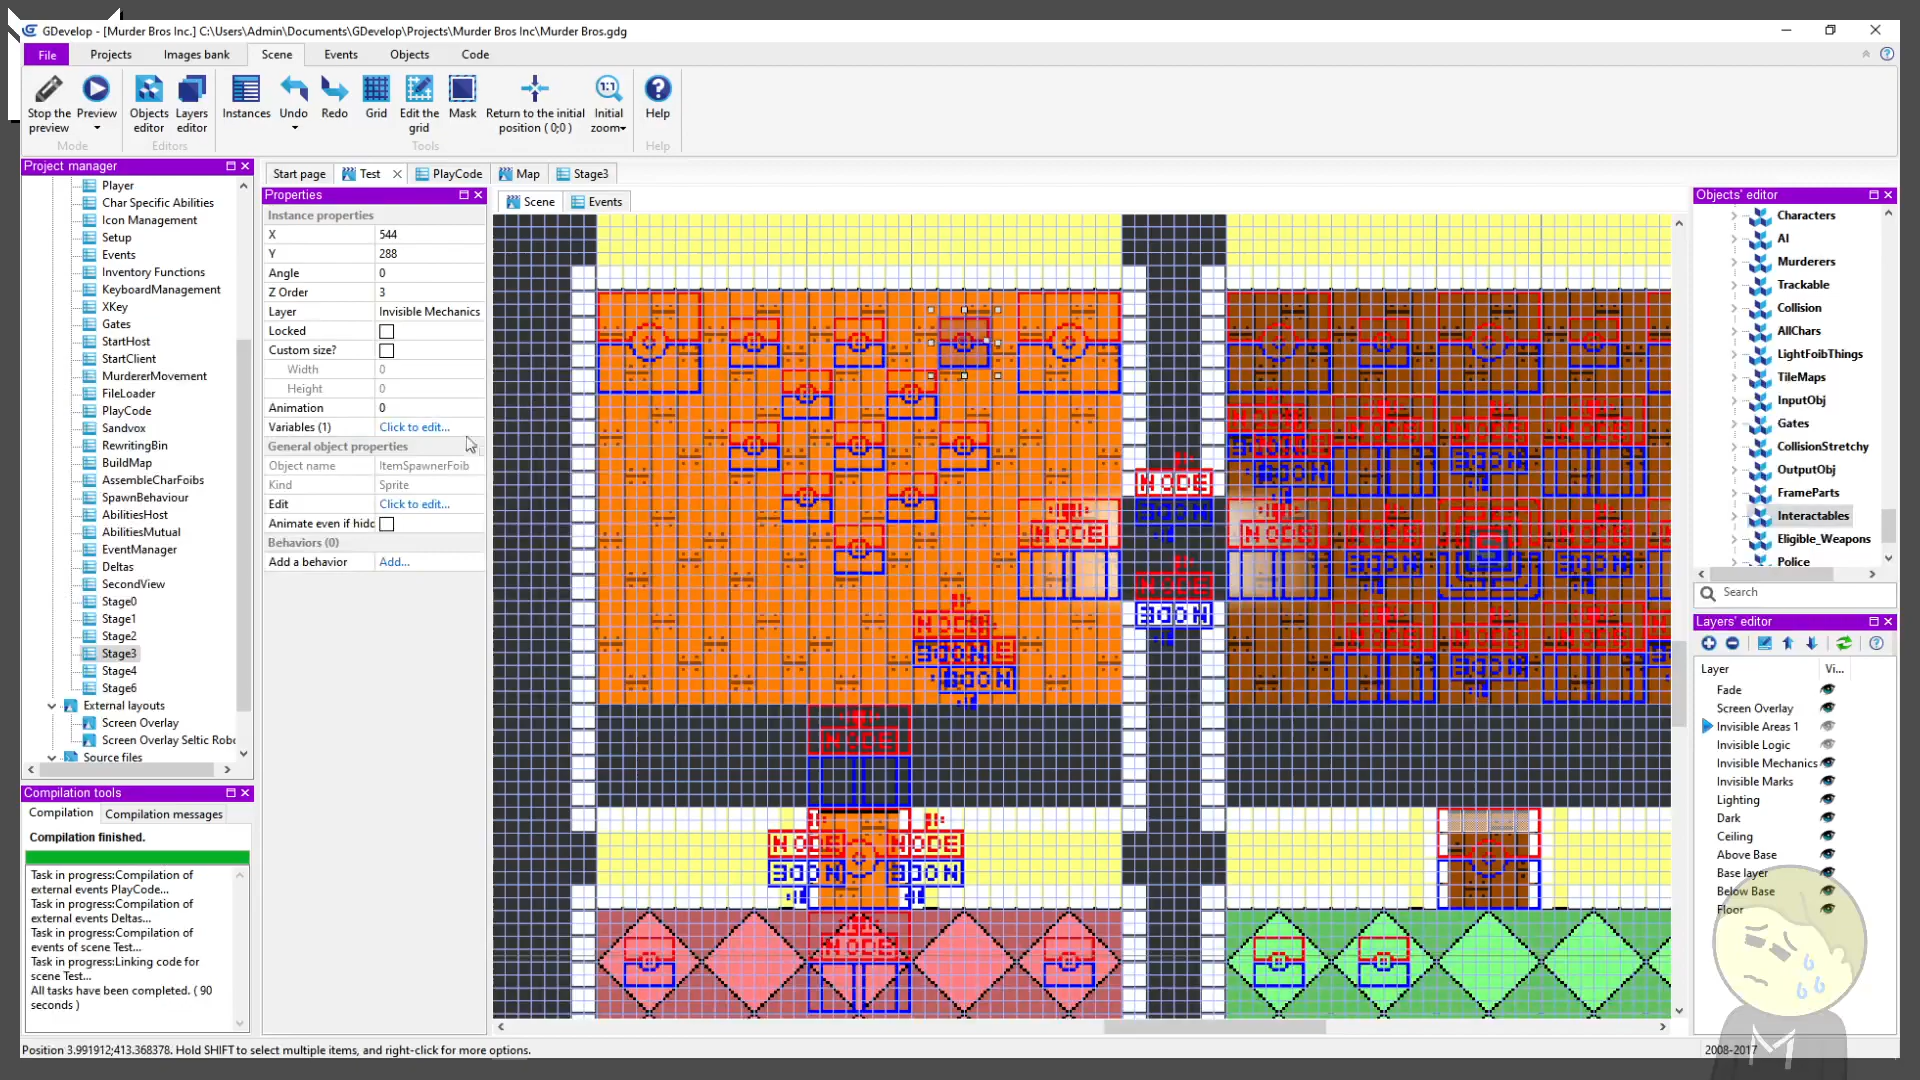 GDevelop - [Murder Bros Inc.] C:\Users\Admin\Documents\GDevelop\Projects\Murder Bros Inc\Murder Bros.gdg
File Projects Images bank Scene Events Objects Code
Stop the preview Preview Objects editor Layers editor Instances Undo Redo Grid Edit the grid Mask Return to the initial position ( 0;0 ) Initial zoom Help
Mode Editors Tools Help
Project manager
Player
Char Specific Abilities
Icon Management
Setup
Events
Inventory Functions
KeyboardManagement
XKey
Gates
StartHost
StartClient
MurdererMovement
FileLoader
PlayCode
Sandvox
RewritingBin
BuildMap
AssembleCharFoibs
SpawnBehaviour
AbilitiesHost
AbilitiesMutual
EventManager
Deltas
SecondView
Stage0
Stage1
Stage2
Stage3
Stage4
Stage6
External layouts
Screen Overlay
Screen Overlay Seltic Robo
Source files
Compilation tools
Compilation Compilation messages
Compilation finished.
Task in progress:Compilation of
external events PlayCode...
Task in progress:Compilation of
external events Deltas...
Task in progress:Compilation of
events of scene Test...
Task in progress:Linking code for
scene Test...
All tasks have been completed. ( 90
seconds )
Start page Test PlayCode Map Stage3
Properties
Instance properties
X 544
Y 288
Angle 0
Z Order 3
Layer Invisible Mechanics
Locked
Custom size?
Width 0
Height 0
Animation 0
Variables (1) Click to edit...
General object properties
Object name ItemSpawnerFoib
Kind Sprite
Edit Click to edit...
Animate even if hidd
Behaviors (0)
Add a behavior Add...
Scene Events
NODE
NODE
NODE
NODE
NODE
NODE
NODE
NODE
NODE
Objects' editor
Characters
AI
Murderers
Trackable
Collision
AllChars
LightFoibThings
TileMaps
InputObj
Gates
CollisionStretchy
OutputObj
FrameParts
Interactables
Eligible_Weapons
Police
Search
Layers' editor
Layer Vi...
Fade
Screen Overlay
Invisible Areas 1
Invisible Logic
Invisible Mechanics
Invisible Marks
Lighting
Dark
Ceiling
Above Base
Base layer
Below Base
Floor
Position 3.991912;413.368378. Hold SHIFT to select multiple items, and right-click for more options.
2008-2017